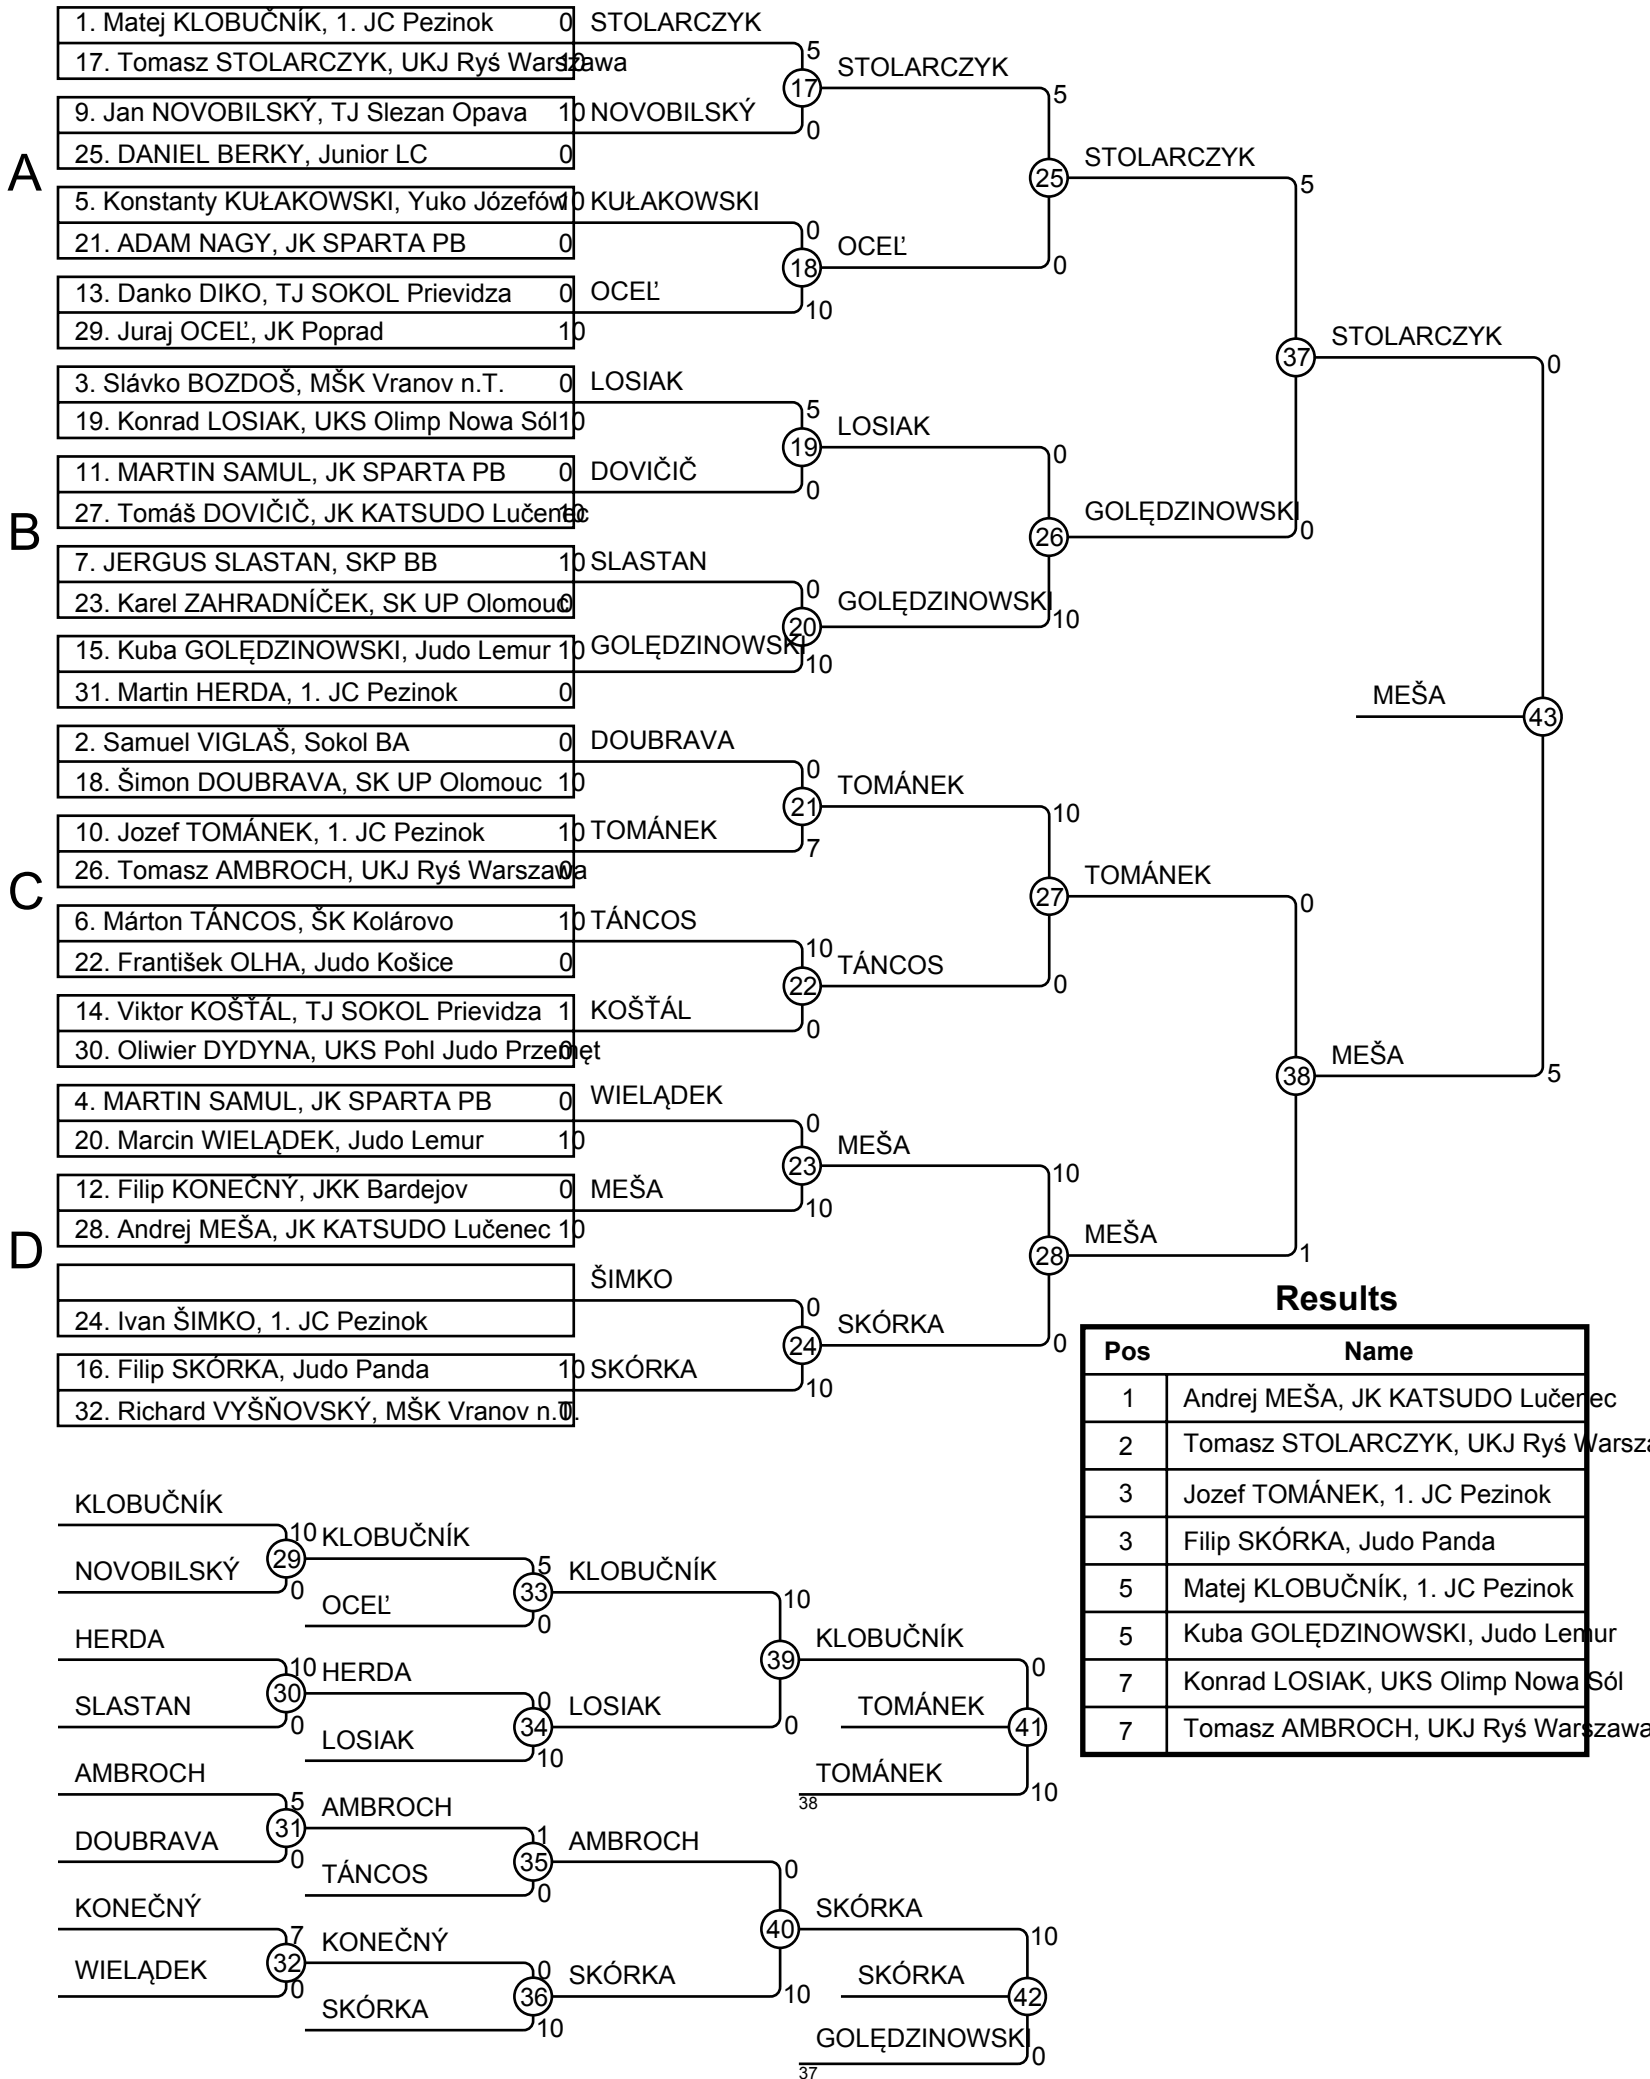 1. Matej KLOBUČNÍK, 1. JC Pezinok 0 STOLARCZYK
5
17. Tomasz STOLARCZYK, UKJ Ryś Warszawa 10
STOLARCZYK
17
5
9. Jan NOVOBILSKÝ, TJ Slezan Opava 10 NOVOBILSKÝ
0
25. DANIEL BERKY, Junior LC 0
A
STOLARCZYK
25
5
5. Konstanty KUŁAKOWSKI, Yuko Józefów 10 KUŁAKOWSKI
0
21. ADAM NAGY, JK SPARTA PB 0
OCEĽ
18
0
13. Danko DIKO, TJ SOKOL Prievidza 0 OCEĽ
10
29. Juraj OCEĽ, JK Poprad 10
STOLARCZYK
37
0
3. Slávko BOZDOŠ, MŠK Vranov n.T. 0 LOSIAK
5
19. Konrad LOSIAK, UKS Olimp Nowa Sól 10
LOSIAK
19
0
11. MARTIN SAMUL, JK SPARTA PB 0 DOVIČIČ
0
27. Tomáš DOVIČIČ, JK KATSUDO Lučenec 10
B
GOLĘDZINOWSKI
26
0
7. JERGUS SLASTAN, SKP BB 10 SLASTAN
0
23. Karel ZAHRADNÍČEK, SK UP Olomouc 0
GOLĘDZINOWSKI
20
10
15. Kuba GOLĘDZINOWSKI, Judo Lemur 10 GOLĘDZINOWSKI
10
31. Martin HERDA, 1. JC Pezinok 0
MEŠA
43
2. Samuel VIGLAŠ, Sokol BA 0 DOUBRAVA
0
18. Šimon DOUBRAVA, SK UP Olomouc 10
TOMÁNEK
21
10
10. Jozef TOMÁNEK, 1. JC Pezinok 10 TOMÁNEK
7
26. Tomasz AMBROCH, UKJ Ryś Warszawa 0
C
TOMÁNEK
27
0
6. Márton TÁNCOS, ŠK Kolárovo 10 TÁNCOS
10
22. František OLHA, Judo Košice 0
TÁNCOS
22
0
14. Viktor KOŠŤÁL, TJ SOKOL Prievidza 1 KOŠŤÁL
0
30. Oliwier DYDYNA, UKS Pohl Judo Przemęt 0
MEŠA
38
5
4. MARTIN SAMUL, JK SPARTA PB 0 WIELĄDEK
0
20. Marcin WIELĄDEK, Judo Lemur 10
MEŠA
23
10
12. Filip KONEČNÝ, JKK Bardejov 0 MEŠA
10
28. Andrej MEŠA, JK KATSUDO Lučenec 10
D
MEŠA
28
1
ŠIMKO
0
24. Ivan ŠIMKO, 1. JC Pezinok
SKÓRKA
24
0
16. Filip SKÓRKA, Judo Panda 10 SKÓRKA
10
32. Richard VYŠŇOVSKÝ, MŠK Vranov n.T. 0
Results
Pos Name
1 Andrej MEŠA, JK KATSUDO Lučenec
2 Tomasz STOLARCZYK, UKJ Ryś Warsza
3 Jozef TOMÁNEK, 1. JC Pezinok
3 Filip SKÓRKA, Judo Panda
5 Matej KLOBUČNÍK, 1. JC Pezinok
5 Kuba GOLĘDZINOWSKI, Judo Lemur
7 Konrad LOSIAK, UKS Olimp Nowa Sól
7 Tomasz AMBROCH, UKJ Ryś Warszawa
KLOBUČNÍK
10 KLOBUČNÍK
29
5 KLOBUČNÍK
NOVOBILSKÝ
0
33
10
OCEĽ
0
HERDA
KLOBUČNÍK
39
0
10 HERDA
30
0 LOSIAK
SLASTAN
0
34
0
TOMÁNEK
41
LOSIAK
10
AMBROCH
TOMÁNEK
38
10
5 AMBROCH
31
1 AMBROCH
DOUBRAVA
0
35
0
TÁNCOS
0
KONEČNÝ
SKÓRKA
40
10
7 KONEČNÝ
32
0 SKÓRKA
WIELĄDEK
0
36
10
SKÓRKA
42
SKÓRKA
10
GOLĘDZINOWSKI
37
0